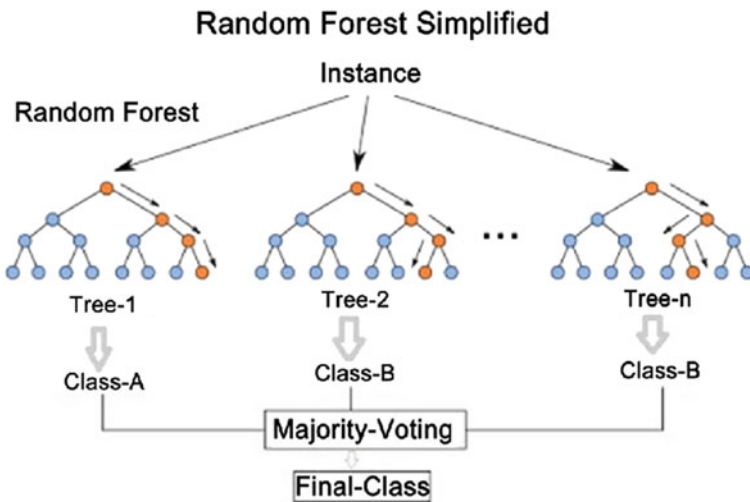 Random Forest Simplified
Instance
Random Forest
...
Tree-1 Tree-2 Tree-n
Class-A Class-B Class-B
Majority-Voting
Final-Class